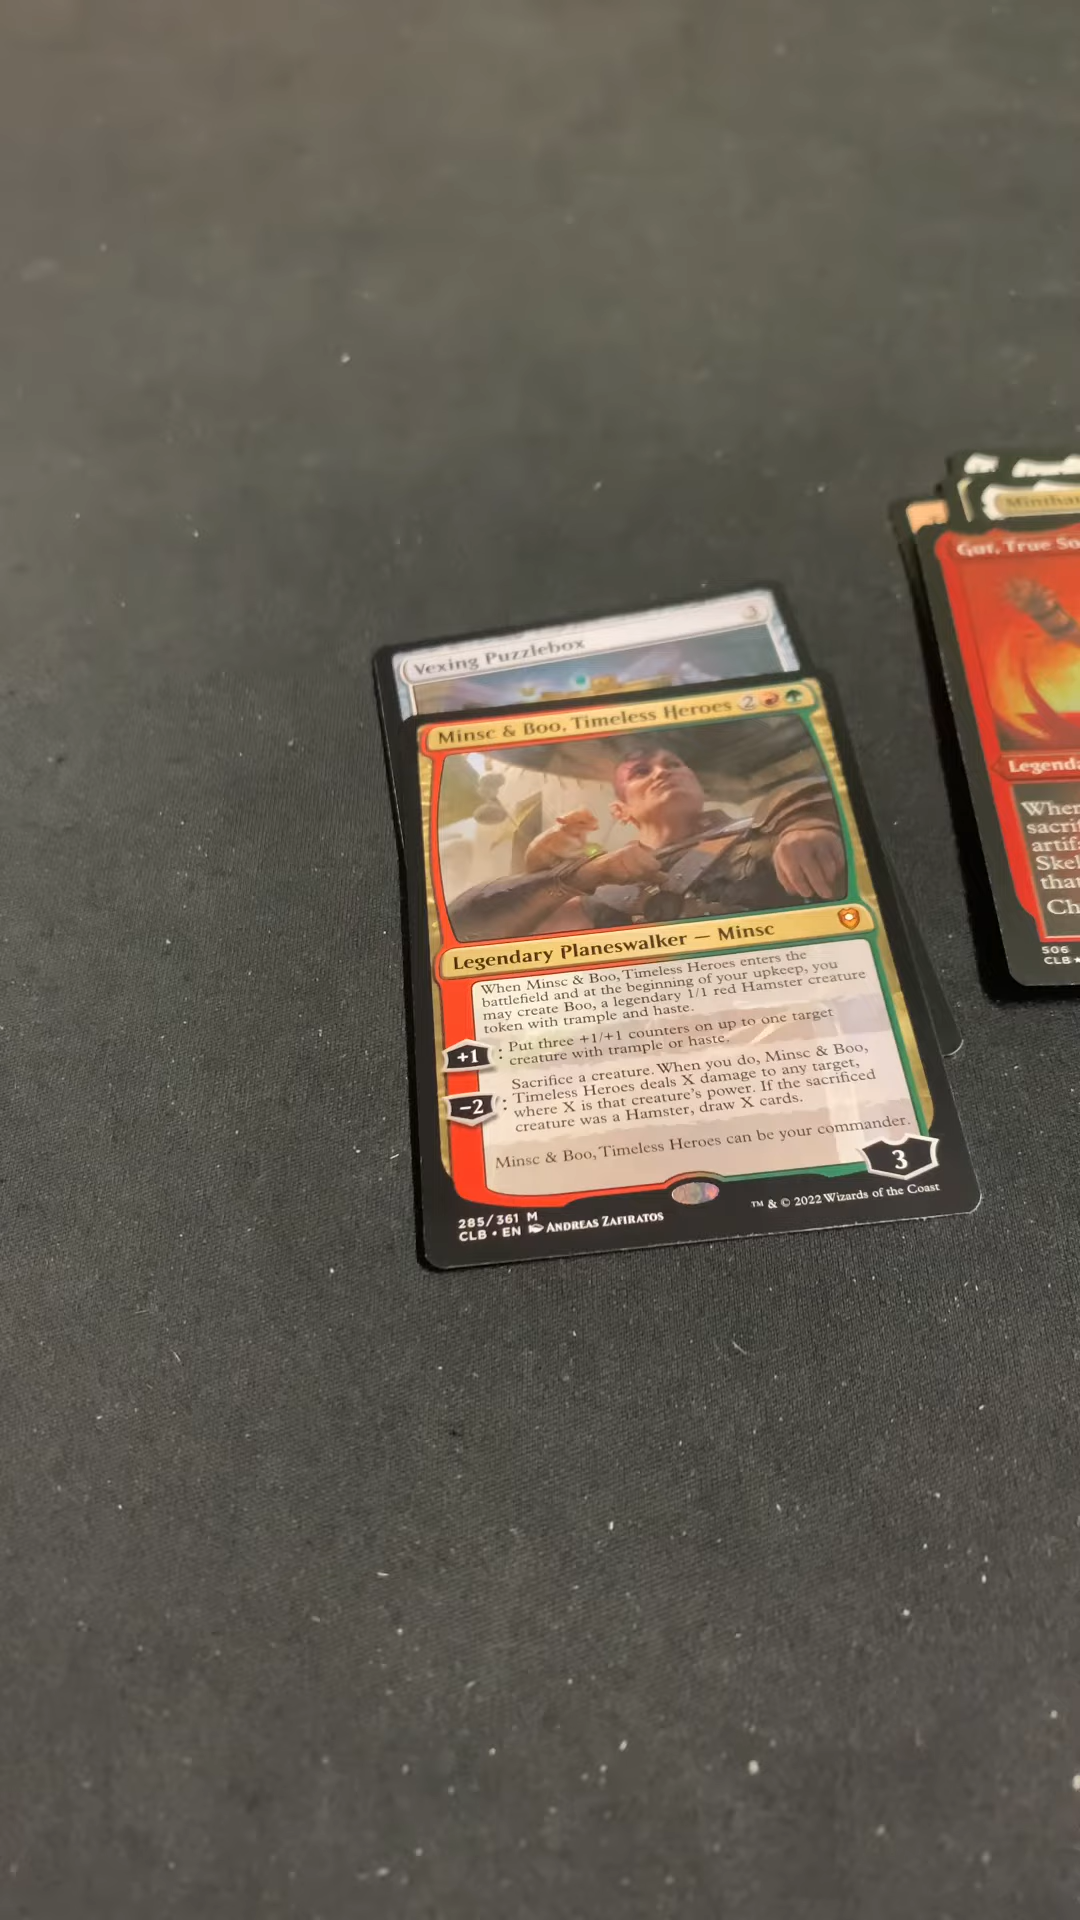 Vexing Puzzlebox 3
Minsc & Boo, Timeless Heroes 2
Legendary Planeswalker — Minsc
When Minsc & Boo, Timeless Heroes enters the
battlefield and at the beginning of your upkeep, you
may create Boo, a legendary 1/1 red Hamster creature
token with trample and haste.
+1 : Put three +1/+1 counters on up to one target
creature with trample or haste.
Sacrifice a creature. When you do, Minsc & Boo,
−2 : Timeless Heroes deals X damage to any target,
where X is that creature's power. If the sacrificed
creature was a Hamster, draw X cards.
Minsc & Boo, Timeless Heroes can be your commander.
3
285/361 M
CLB • EN ANDREAS ZAFIRATOS
™ & © 2022 Wizards of the Coast
Gut, True So
Legenda
When
sacrif
artifa
Skel
that
Ch
506
CLB